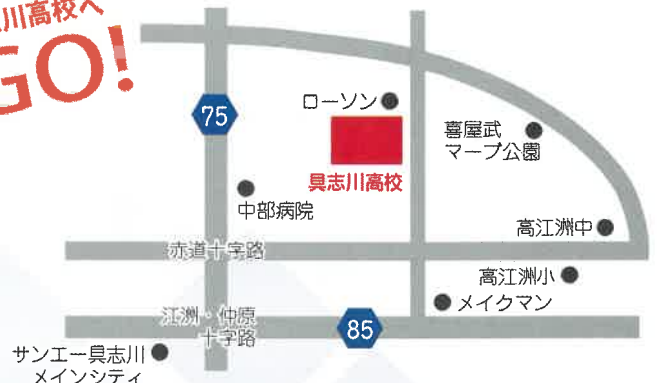 川高校へ
GO!
75
ローソン
喜屋武
マーブ公園
具志川高校
中部病院
高江洲中
赤道十字路
高江洲小
メイクマン
江洲・仲原
十字路
85
サンエー具志川
メインシティ